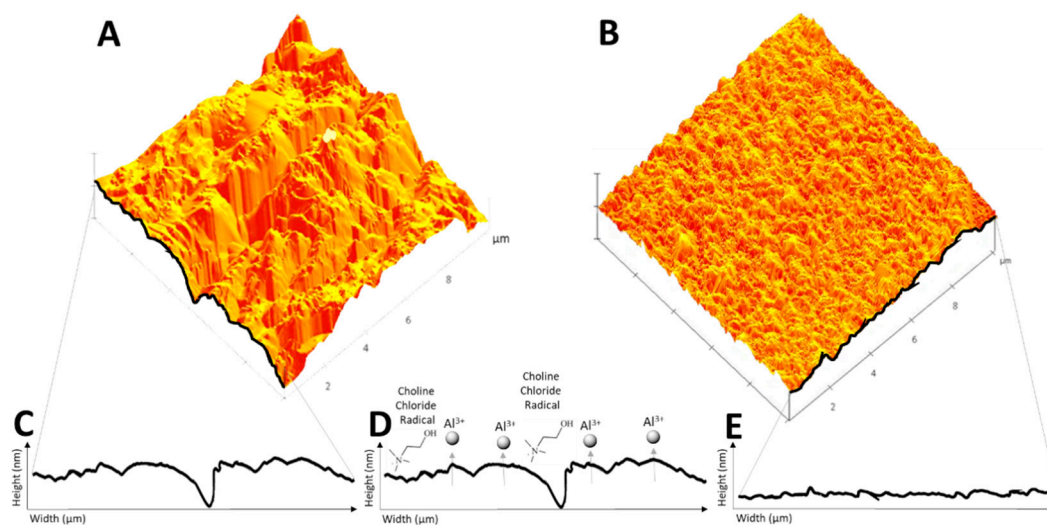 A
B
µm
8
6
4
2
µm
8
6
4
2
Choline
Chloride
Radical
OH
N
Al3+
Al3+
Choline
Chloride
Radical
OH
N
Al3+
Al3+
C
Height (nm)
Width (µm)
D
Height (nm)
Width (µm)
E
Height (nm)
Width (µm)